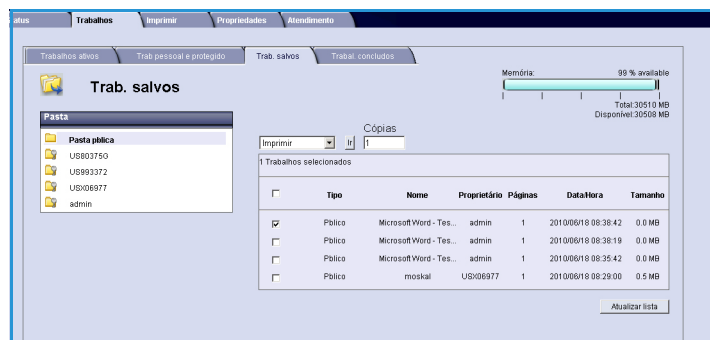 atus Trabalhos Imprimir Propriedades Atendimento
Trabalhos ativos Trab pessoal e protegido Trab. salvos Trabal. concludos
Memória: 99 % available
Trab. salvos
Total:30510 MB
Disponível:30508 MB
Pasta
Pasta pblica
US80375G
US993372
USX06977
admin
Cópias
Imprimir Ir 1
1 Trabalhos selecionados
Tipo Nome Proprietário Páginas Data/Hora Tamanho
Pblico Microsoft Word - Tes... admin 1 2010/06/18 08:38:42 0.0 MB
Pblico Microsoft Word - Tes... admin 1 2010/06/18 08:38:19 0.0 MB
Pblico Microsoft Word - Tes... admin 1 2010/06/18 08:35:42 0.0 MB
Pblico moskal USX06977 1 2010/06/18 08:29:00 0.5 MB
Atualizar lista